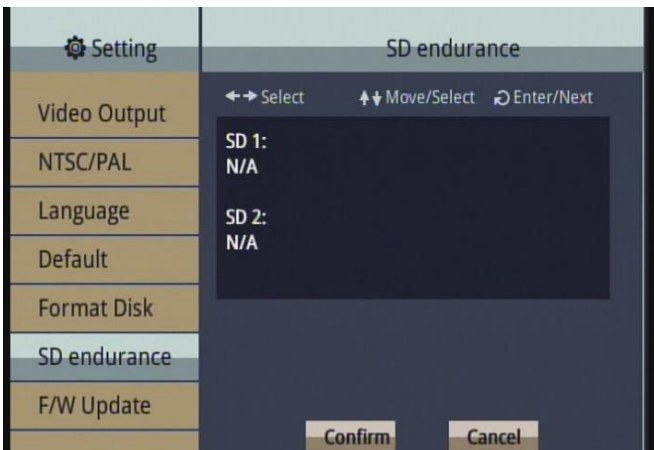 Setting
SD endurance
Select Move/Select Enter/Next
Video Output
NTSC/PAL
Language
Default
Format Disk
SD endurance
F/W Update
SD 1:
N/A
SD 2:
N/A
Confirm Cancel